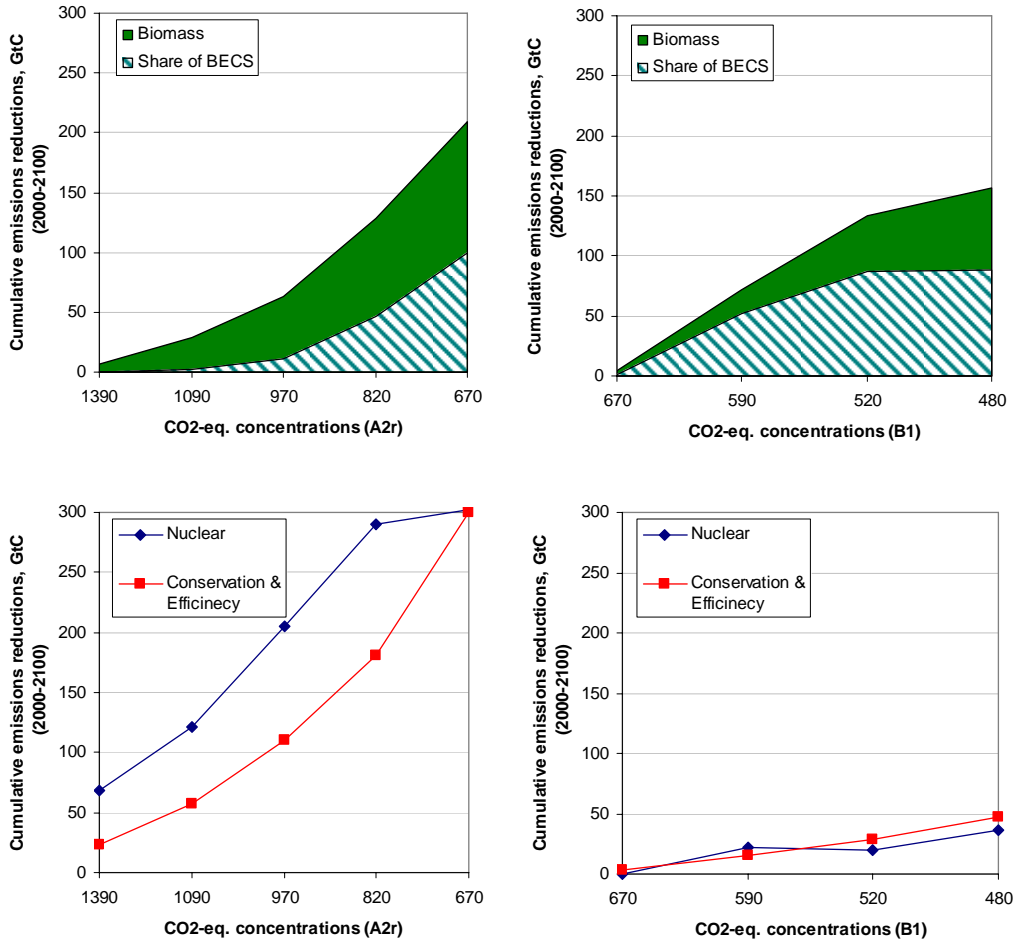 Cumulative emissions reductions, GtC
(2000-2100)
300
250
200
150
100
50
0
Biomass
Share of BECS
1390 1090 970 820 670
CO2-eq. concentrations (A2r)
Cumulative emissions reductions, GtC
(2000-2100)
300
250
200
150
100
50
0
Biomass
Share of BECS
670 590 520 480
CO2-eq. concentrations (B1)
Cumulative emissions reductions, GtC
(2000-2100)
300
250
200
150
100
50
0
Nuclear
Conservation &
Efficinecy
1390 1090 970 820 670
CO2-eq. concentrations (A2r)
Cumulative emissions reductions, GtC
(2000-2100)
300
250
200
150
100
50
0
Nuclear
Conservation &
Efficinecy
670 590 520 480
CO2-eq. concentrations (B1)